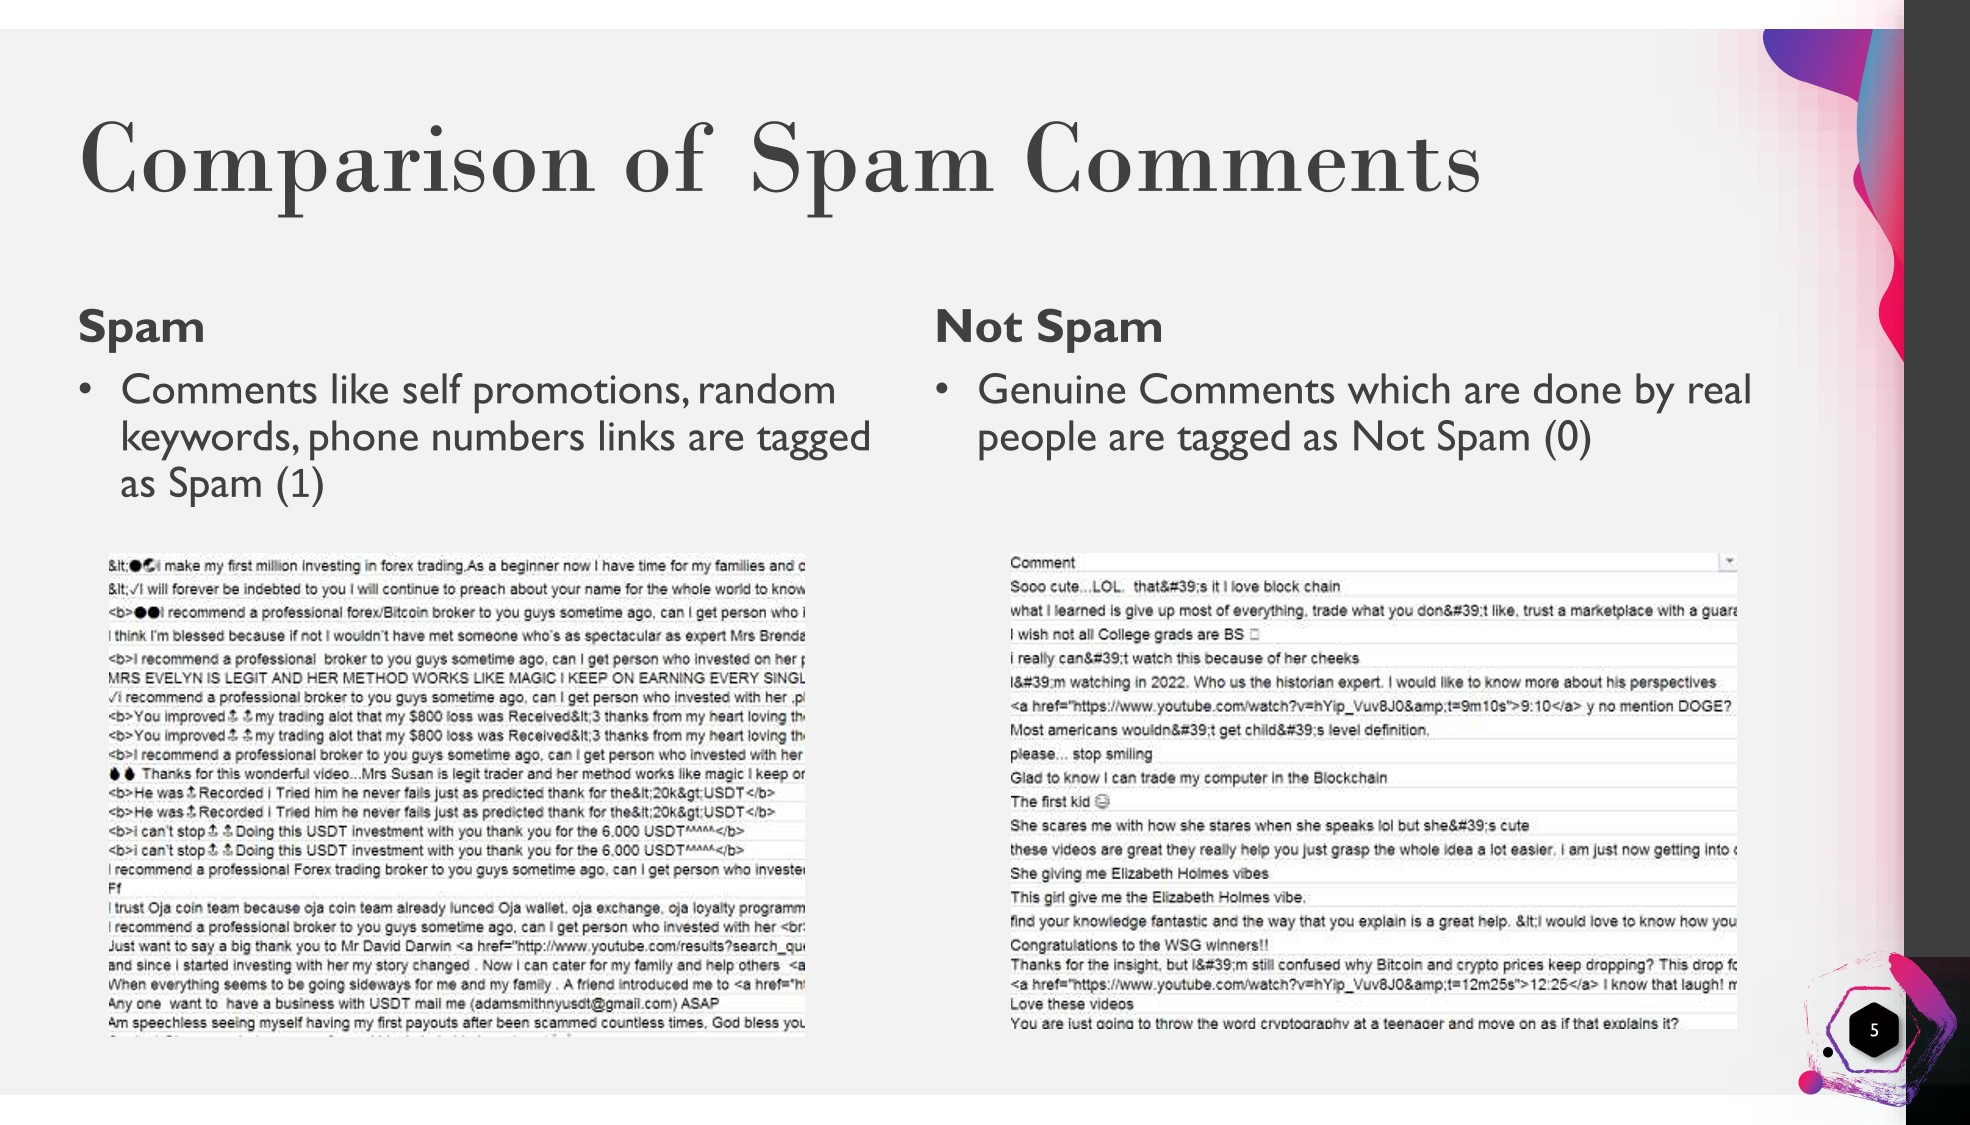 Comparison of Spam Comments
Spam
• Comments like self promotions, random
keywords, phone numbers links are tagged
as Spam (1)
&lt;●🌏i make my first million investing in forex trading,As a beginner now I have time for my families and c
&lt;✓I will forever be indebted to you I will continue to preach about your name for the whole world to know
<b>●●I recommend a professional forex/Bitcoin broker to you guys sometime ago, can I get person who i
I think I'm blessed because if not I wouldn't have met someone who's as spectacular as expert Mrs Brenda
<b>I recommend a professional  broker to you guys sometime ago, can I get person who invested on her p
MRS EVELYN IS LEGIT AND HER METHOD WORKS LIKE MAGIC I KEEP ON EARNING EVERY SINGL
✓i recommend a professional broker to you guys sometime ago, can I get person who invested with her .pl
<b>You improved⤴⤴my trading alot that my $800 loss was Received&lt;3 thanks from my heart loving the
<b>You improved⤴⤴my trading alot that my $800 loss was Received&lt;3 thanks from my heart loving the
<b>I recommend a professional broker to you guys sometime ago, can I get person who invested with her
Thanks for this wonderful video...Mrs Susan is legit trader and her method works like magic I keep or
<b>He was⤴Recorded i Tried him he never fails just as predicted thank for the&lt;20k&gt;USDT</b>
<b>He was⤴Recorded i Tried him he never fails just as predicted thank for the&lt;20k&gt;USDT</b>
<b>i can't stop⤴⤴Doing this USDT investment with you thank you for the 6,000 USDT^^^^^</b>
<b>i can't stop⤴⤴Doing this USDT investment with you thank you for the 6,000 USDT^^^^^</b>
I recommend a professional Forex trading broker to you guys sometime ago, can I get person who investe
Ff
I trust Oja coin team because oja coin team already lunced Oja wallet, oja exchange, oja loyalty programm
I recommend a professional broker to you guys sometime ago, can I get person who invested with her <br
Just want to say a big thank you to Mr David Darwin <a href="http://www.youtube.com/results?search_que
and since i started investing with her my story changed . Now i can cater for my family and help others  <a
When everything seems to be going sideways for me and my family . A friend introduced me to <a href="ht
Any one  want to  have a business with USDT mail me (adamsmithnyusdt@gmail.com) ASAP
Am speechless seeing myself having my first payouts after been scammed countless times, God bless you
Not Spam
• Genuine Comments which are done by real
people are tagged as Not Spam (0)
Comment
Sooo cute...LOL.  that&#39;s it I love block chain
what I learned is give up most of everything, trade what you don&#39;t like, trust a marketplace with a guara
I wish not all College grads are BS
i really can&#39;t watch this because of her cheeks
I&#39;m watching in 2022. Who us the historian expert. I would like to know more about his perspectives
<a href="https://www.youtube.com/watch?v=hYip_Vuv8J0&amp;t=9m10s">9:10</a> y no mention DOGE?
Most americans wouldn&#39;t get child&#39;s level definition.
please... stop smiling
Glad to know I can trade my computer in the Blockchain
The first kid 😂
She scares me with how she stares when she speaks lol but she&#39;s cute
these videos are great they really help you just grasp the whole idea a lot easier. i am just now getting into c
She giving me Elizabeth Holmes vibes
This girl give me the Elizabeth Holmes vibe.
find your knowledge fantastic and the way that you explain is a great help. &lt;I would love to know how you
Congratulations to the WSG winners!!
Thanks for the insight, but I&#39;m still confused why Bitcoin and crypto prices keep dropping? This drop fo
<a href="https://www.youtube.com/watch?v=hYip_Vuv8J0&amp;t=12m25s">12:25</a> I know that laugh! m
Love these videos
You are just going to throw the word cryptography at a teenager and move on as if that explains it?
5